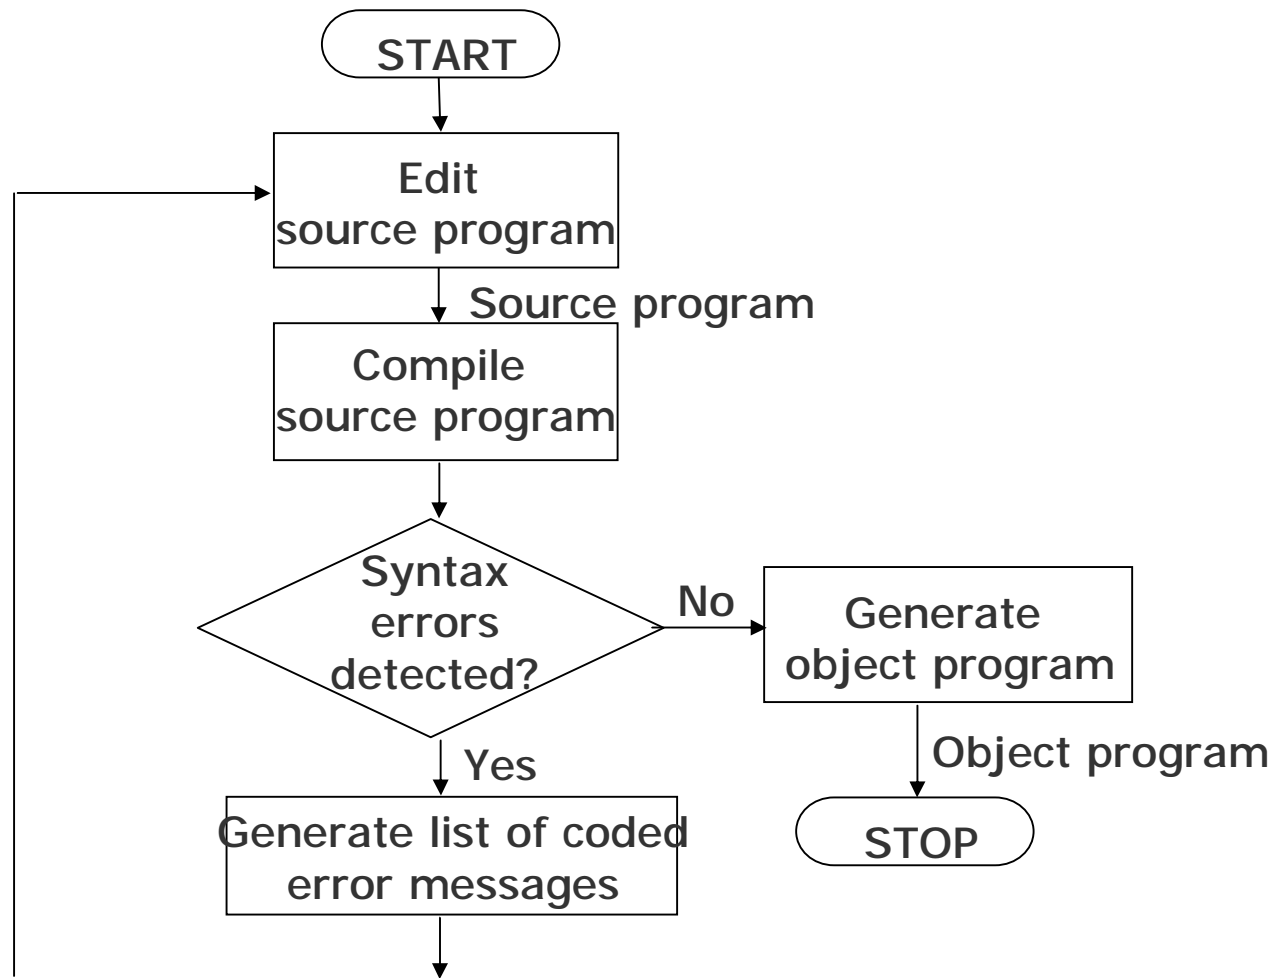 START
Edit
source program
Source program
Compile
source program
Syntax
errors
detected?
No
Generate
object program
Yes
Object program
Generate list of coded
error messages
STOP